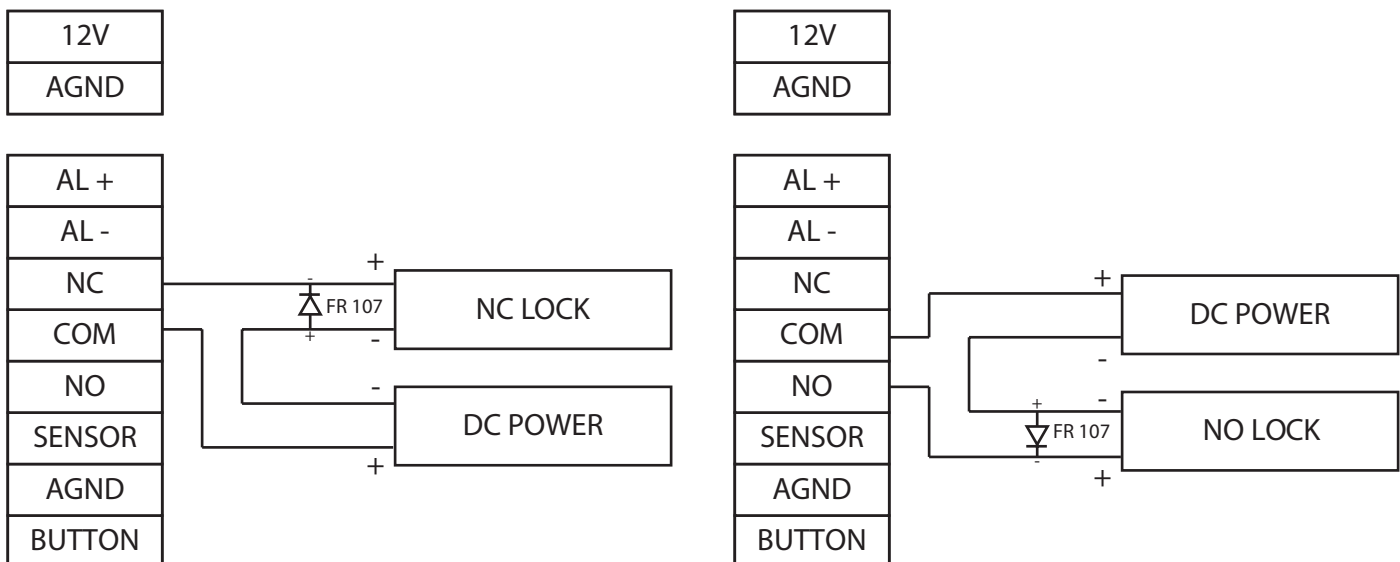 12V
AGND
AL +
AL -
NC
COM
NO
SENSOR
AGND
BUTTON
+
-
FR 107
+
-
NC LOCK
-
DC POWER
+
12V
AGND
AL +
AL -
NC
COM
NO
SENSOR
AGND
BUTTON
+
DC POWER
-
+
-
FR 107
-
NO LOCK
+